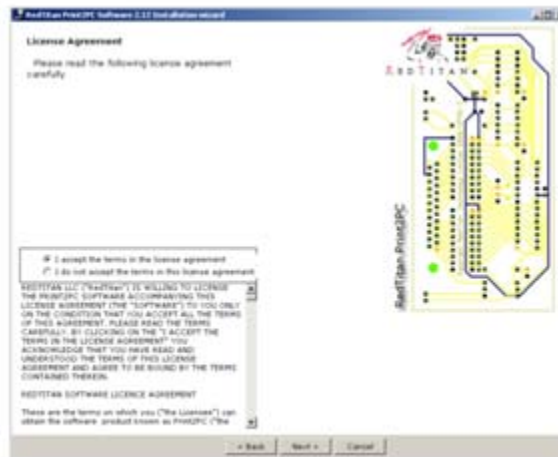 RedTitan Print2PC Software 2.12 Installation wizard
License Agreement
Please read the following license agreement
carefully.
REDTITAN
RedTitan Print2PC
I accept the terms in the license agreement
I do not accept the terms in this license agreement
REDTITAN LLC ("RedTitan") IS WILLING TO LICENSE
THE PRINT2PC SOFTWARE ACCOMPANYING THIS
LICENSE AGREEMENT (THE "SOFTWARE") TO YOU ONLY
ON THE CONDITION THAT YOU ACCEPT ALL THE TERMS
OF THIS AGREEMENT. PLEASE READ THE TERMS
CAREFULLY. BY CLICKING ON THE "I ACCEPT THE
TERMS IN THE LICENSE AGREEMENT" YOU
ACKNOWLEDGE THAT YOU HAVE READ AND
UNDERSTOOD THE TERMS OF THIS LICENSE
AGREEMENT AND AGREE TO BE BOUND BY THE TERMS
CONTAINED THEREIN.
REDTITAN SOFTWARE LICENCE AGREEMENT
These are the terms on which you ("the Licensee") can
obtain the software product known as Print2PC ("the
< Back
Next >
Cancel